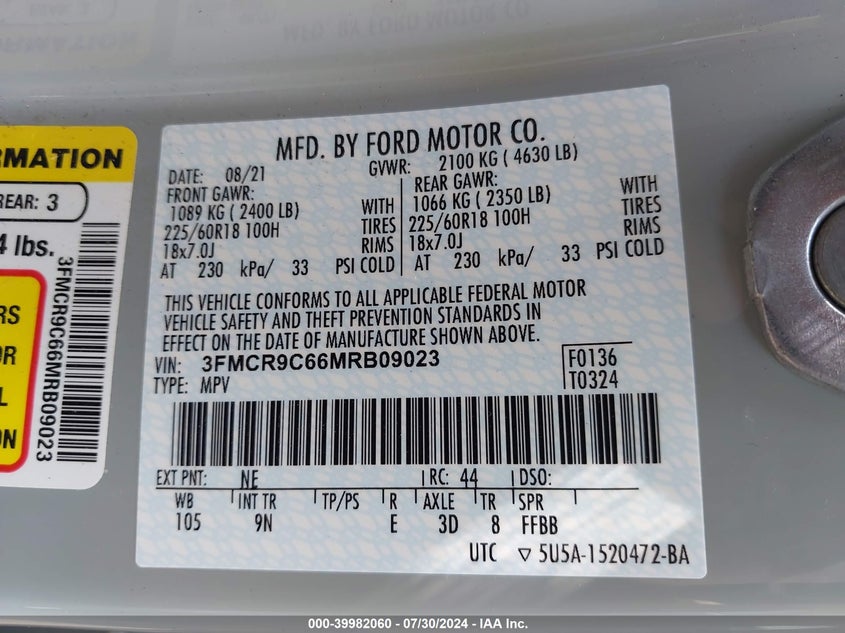 MFD. BY FORD MOTOR CO.
RMATION
REAR: 3
4 lbs.
RS
OR
L
ON
3FMCR9C66MRB09023
MFD. BY FORD MOTOR CO.
DATE: 08/21 GVWR: 2100 KG ( 4630 LB)
FRONT GAWR: REAR GAWR:
1089 KG ( 2400 LB) WITH 1066 KG ( 2350 LB) WITH
225/60R18 100H TIRES 225/60R18 100H TIRES
18x7.0J RIMS 18x7.0J RIMS
AT 230 kPa/ 33 PSI COLD AT 230 kPa/ 33 PSI COLD
THIS VEHICLE CONFORMS TO ALL APPLICABLE FEDERAL MOTOR
VEHICLE SAFETY AND THEFT PREVENTION STANDARDS IN
EFFECT ON THE DATE OF MANUFACTURE SHOWN ABOVE.
VIN: 3FMCR9C66MRB09023 F0136
TYPE: MPV T0324
EXT PNT: NE RC: 44 DSO:
WB INT TR TP/PS R AXLE TR SPR
105 9N E 3D 8 FFBB
UTC ▽ 5U5A-1520472-BA
000-39982060 - 07/30/2024 - IAA Inc.